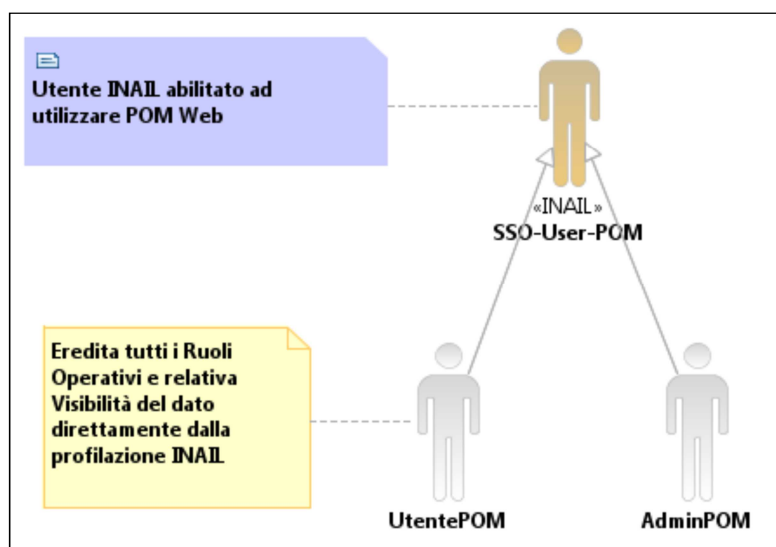 Utente INAIL abilitato ad
utilizzare POM Web
«INAIL»
SSO-User-POM
Eredita tutti i Ruoli
Operativi e relativa
Visibilità del dato
direttamente dalla
profilazione INAIL
UtentePOM
AdminPOM